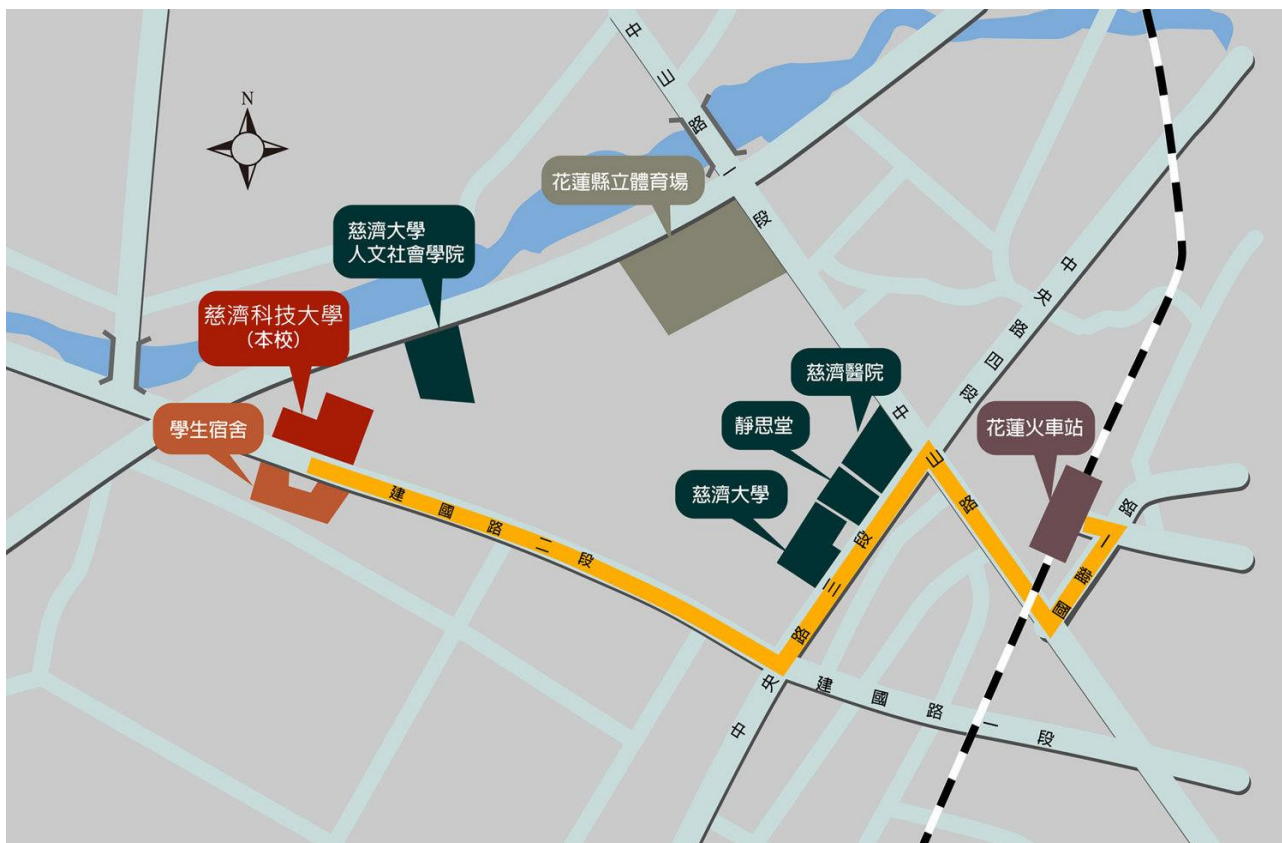 N
中山路一段
花蓮縣立體育場
慈濟大學
人文社會學院
慈濟科技大學
(本校)
學生宿舍
慈濟醫院
靜思堂
慈濟大學
花蓮火車站
中央路四段
中山路
國聯一路
建國路二段
中央路三段
建國路一段